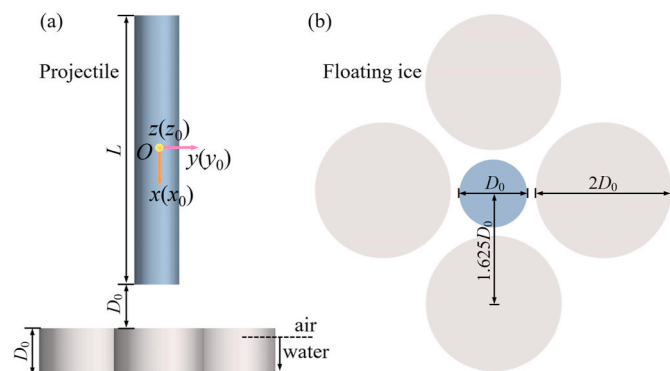 (a)
Projectile
L
z(z₀)
O
y(y₀)
x(x₀)
D₀
D₀
air
water
(b)
Floating ice
D₀
2D₀
1.625D₀